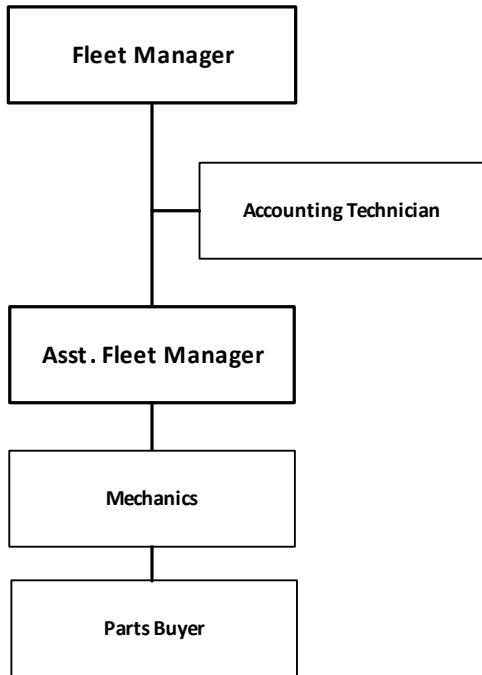 Fleet Manager
Accounting Technician
Asst. Fleet Manager
Mechanics
Parts Buyer